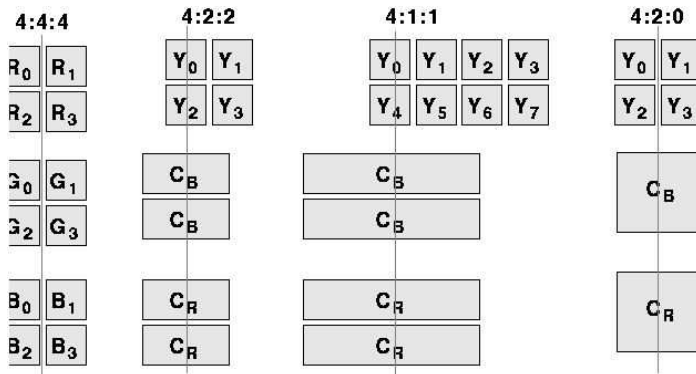 4:4:4 4:2:2 4:1:1 4:2:0
R0 R1 Y0 Y1 Y0 Y1 Y2 Y3 Y0 Y1
R2 R3 Y2 Y3 Y4 Y5 Y6 Y7 Y2 Y3
G0 G1 CB CB CB
G2 G3 CB CB
B0 B1 CR CR CR
B2 B3 CR CR